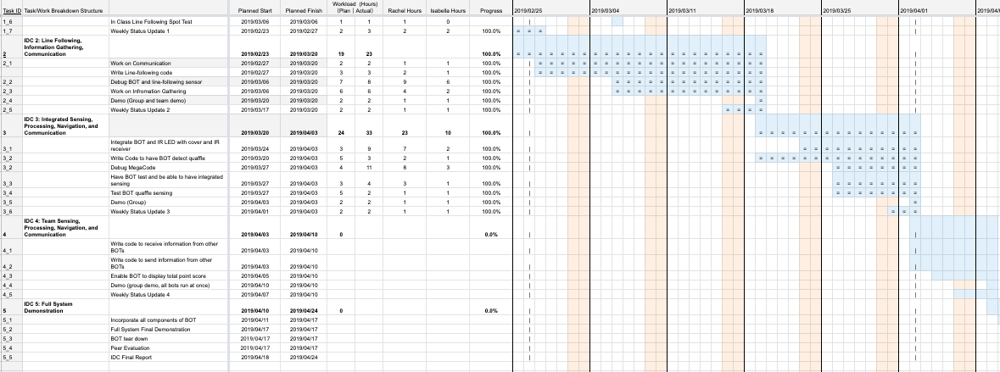 Task ID Task/Work Breakdown Structure Planned Start Planned Finish Workload (Hours) (Plan | Actual) Rachel Hours Isabella Hours Progress 2019/02/25 2019/03/04 2019/03/11 2019/03/18 2019/03/25 2019/04/01
1_6 In Class Line Following Spot Test 2019/03/06 2019/03/06 1 1 1 0
1_7 Weekly Status Update 1 2019/02/23 2019/02/27 2 3 2 2 100.0% = = =
IDC 2: Line Following,
Information Gathering,
2 Communication 2019/02/23 2019/03/20 19 23 100.0% = = = = = = = = = = = = = = = = = = = = = = =
2_1 Work on Communication 2019/02/27 2019/03/20 2 2 1 1 100.0% = = = = = = = = = = = = = = = = = = = = =
Write Line-following code 2019/02/27 2019/03/20 3 3 2 1 100.0% = = = = = = = = = = = = = = = = = = = = =
2_2 Debug BOT and line-following sensor 2019/03/06 2019/03/20 7 8 9 6 100.0% = = = = = = = = = = = = = =
2_3 Work on Infromation Gathering 2019/03/06 2019/03/20 6 6 4 2 100.0% = = = = = = = = = = = = = =
2_4 Demo (Group and team demo) 2019/03/20 2019/03/20 2 2 1 1 100.0% =
2_5 Weekly Status Update 2 2019/03/17 2019/03/20 2 2 1 1 100.0% = = = =
IDC 3: Integrated Sensing,
Processing, Navigation, and
3 Communication 2019/03/20 2019/04/03 24 33 23 10 100.0% = = = = = = = = = = = = = = =
Integrate BOT and IR LED with cover and IR
3_1 receiver 2019/03/24 2019/04/03 3 9 7 2 100.0% = = = = = = = = = = =
3_2 Write Code to have BOT detect quaffle 2019/03/20 2019/04/03 5 3 2 1 100.0% = = = = = = = = = = = = = = =
3_2 Debug MegaCode 2019/03/27 2019/04/03 4 11 8 3 100.0% = = = = = = = =
Have BOT test and be able to have integrated
3_3 sensing 2019/03/27 2019/04/03 3 4 3 1 100.0% = = = = = = = =
3_4 Test BOT quaffle sensing 2019/03/27 2019/04/03 5 2 1 1 100.0% = = = = = = = =
3_5 Demo (Group) 2019/04/03 2019/04/03 2 2 1 1 100.0% =
3_6 Weekly Status Update 3 2019/04/01 2019/04/03 2 2 1 1 100.0% = = =
IDC 4: Team Sensing,
Processing, Navigation, and
4 Communication 2019/04/03 2019/04/10 0 0.0%
Write code to receive information from other
4_1 BOTs 2019/04/03 2019/04/10
Write code to send information from other
4_2 BOTs 2019/04/03 2019/04/10
4_3 Enable BOT to display total point score 2019/04/05 2019/04/10
4_4 Demo (group demo, all bots run at once) 2019/04/10 2019/04/10
4_5 Weekly Status Update 4 2019/04/07 2019/04/10
IDC 5: Full System
5 Demonstration 2019/04/10 2019/04/24 0 0.0%
5_1 Incorporate all components of BOT 2019/04/11 2019/04/17
5_2 Full System Final Demonstration 2019/04/17 2019/04/17
5_3 BOT tear down 2019/04/17 2019/04/17
5_4 Peer Evaluation 2019/04/17 2019/04/17
5_5 IDC Final Report 2019/04/18 2019/04/24